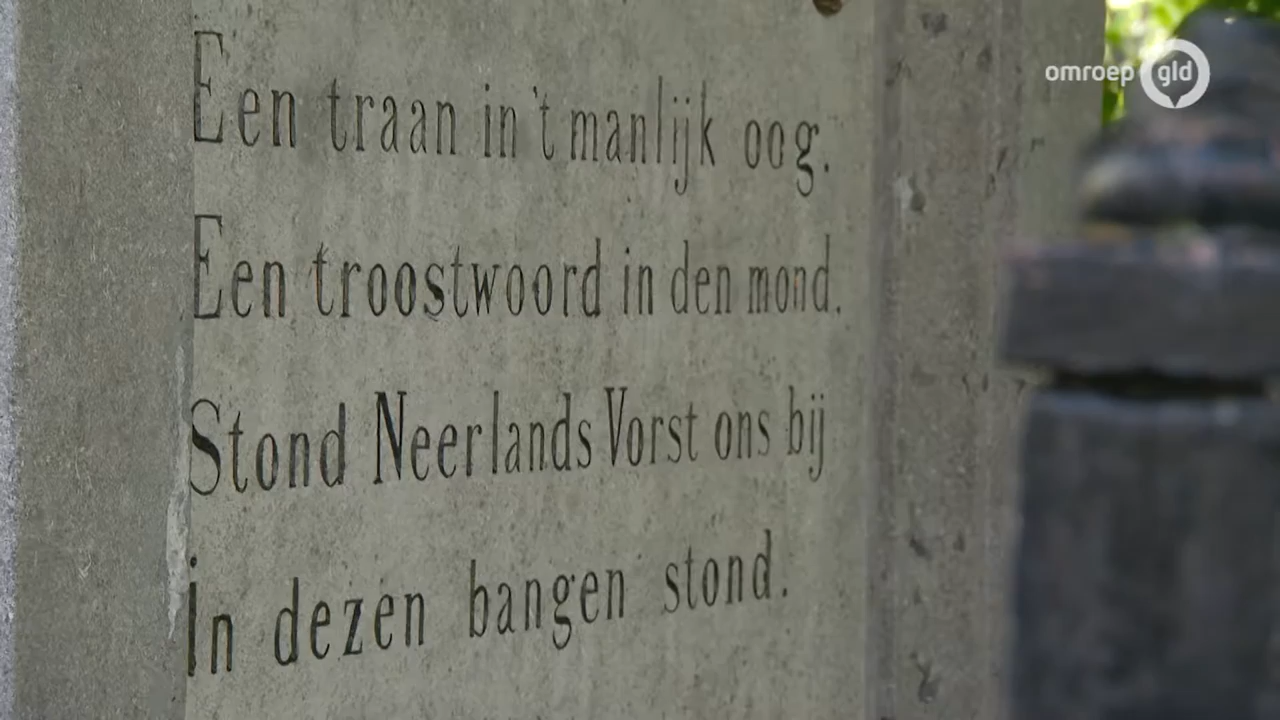 omroep gld
Een traan in 't manlijk oog.
Een troostwoord in den mond.
Stond Neerlands Vorst ons bij
in dezen bangen stond.